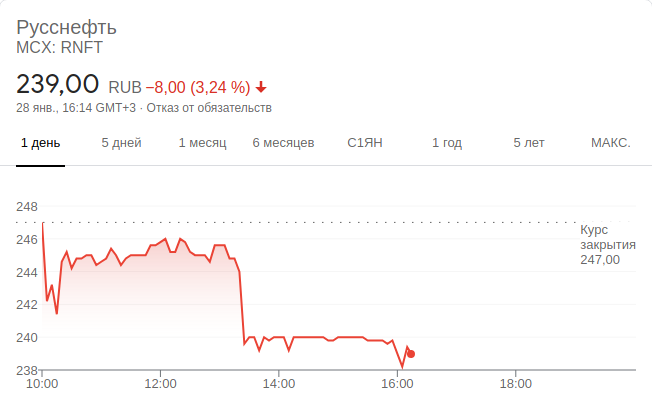 Русснефть
MCX: RNFT
239,00 RUB −8,00 (3,24 %)
28 янв., 16:14 GMT+3 · Отказ от обязательств
1 день 5 дней 1 месяц 6 месяцев С1ЯН 1 год 5 лет МАКС.
248
246
244
242
240
238
Курс
закрытия
247,00
10:00 12:00 14:00 16:00 18:00